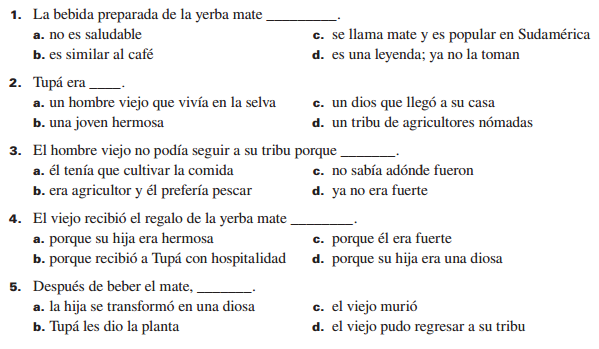 1. La bebida preparada de la yerba mate __________.
a. no es saludable c. se llama mate y es popular en Sudamérica
b. es similar al café d. es una leyenda; ya no la toman
2. Tupá era ____.
a. un hombre viejo que vivía en la selva c. un dios que llegó a su casa
b. una joven hermosa d. un tribu de agricultores nómadas
3. El hombre viejo no podía seguir a su tribu porque _______.
a. él tenía que cultivar la comida c. no sabía adónde fueron
b. era agricultor y él prefería pescar d. ya no era fuerte
4. El viejo recibió el regalo de la yerba mate ________.
a. porque su hija era hermosa c. porque él era fuerte
b. porque recibió a Tupá con hospitalidad d. porque su hija era una diosa
5. Después de beber el mate, _______.
a. la hija se transformó en una diosa c. el viejo murió
b. Tupá les dio la planta d. el viejo pudo regresar a su tribu